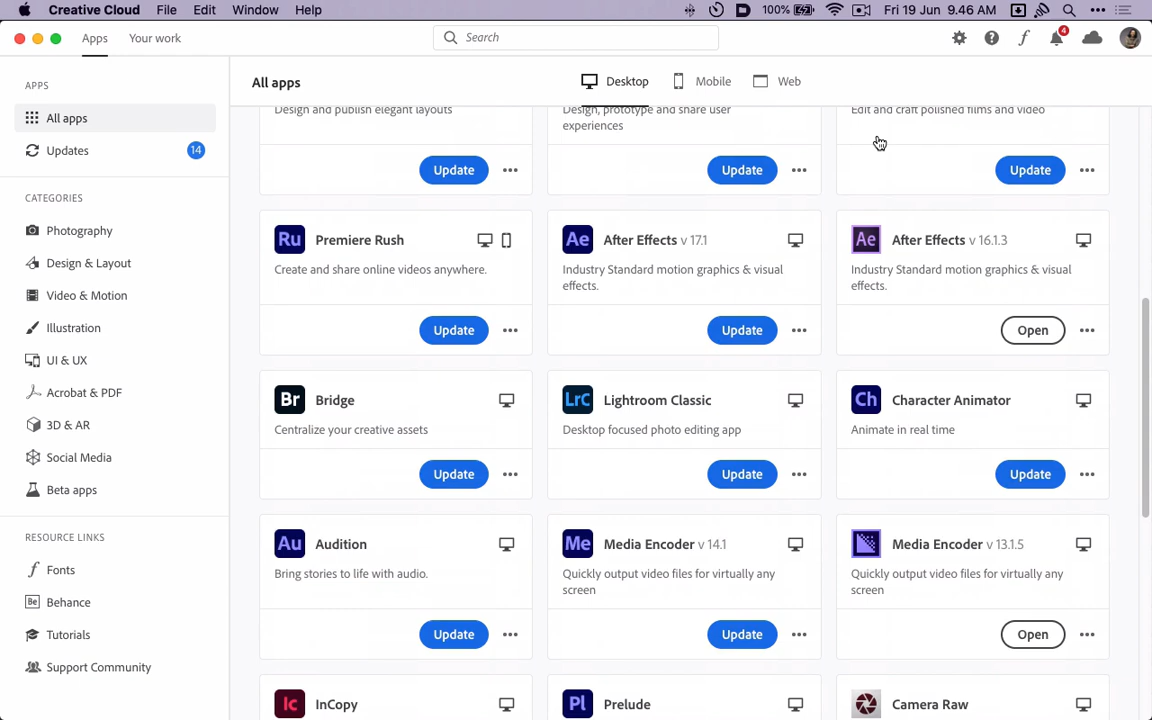 Creative Cloud File Edit Window Help 100% Fri 19 Jun 9.46 AM
Apps Your work Search 4
APPS
All apps
Updates 14
CATEGORIES
Photography
Design & Layout
Video & Motion
Illustration
UI & UX
Acrobat & PDF
3D & AR
Social Media
Beta apps
RESOURCE LINKS
Fonts
Be Behance
Tutorials
Support Community
All apps Desktop Mobile Web
Design and publish elegant layouts
Update
Design, prototype and share user
experiences
Update
Edit and craft polished films and video
Update
Ru Premiere Rush
Create and share online videos anywhere.
Update
Ae After Effects v 17.1
Industry Standard motion graphics & visual
effects.
Update
Ae After Effects v 16.1.3
Industry Standard motion graphics & visual
effects.
Open
Br Bridge
Centralize your creative assets
Update
LrC Lightroom Classic
Desktop focused photo editing app
Update
Ch Character Animator
Animate in real time
Update
Au Audition
Bring stories to life with audio.
Update
Me Media Encoder v 14.1
Quickly output video files for virtually any
screen
Update
Media Encoder v 13.1.5
Quickly output video files for virtually any
screen
Open
Ic InCopy
Pl Prelude
Camera Raw